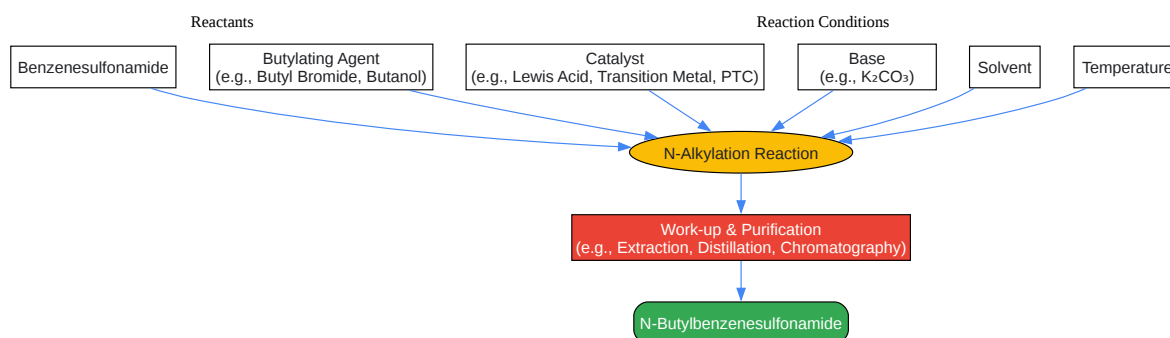 Reactants
Reaction Conditions
Benzenesulfonamide
Butylating Agent
(e.g., Butyl Bromide, Butanol)
Catalyst
(e.g., Lewis Acid, Transition Metal, PTC)
Base
(e.g., K₂CO₃)
Solvent
Temperature
N-Alkylation Reaction
Work-up & Purification
(e.g., Extraction, Distillation, Chromatography)
N-Butylbenzenesulfonamide